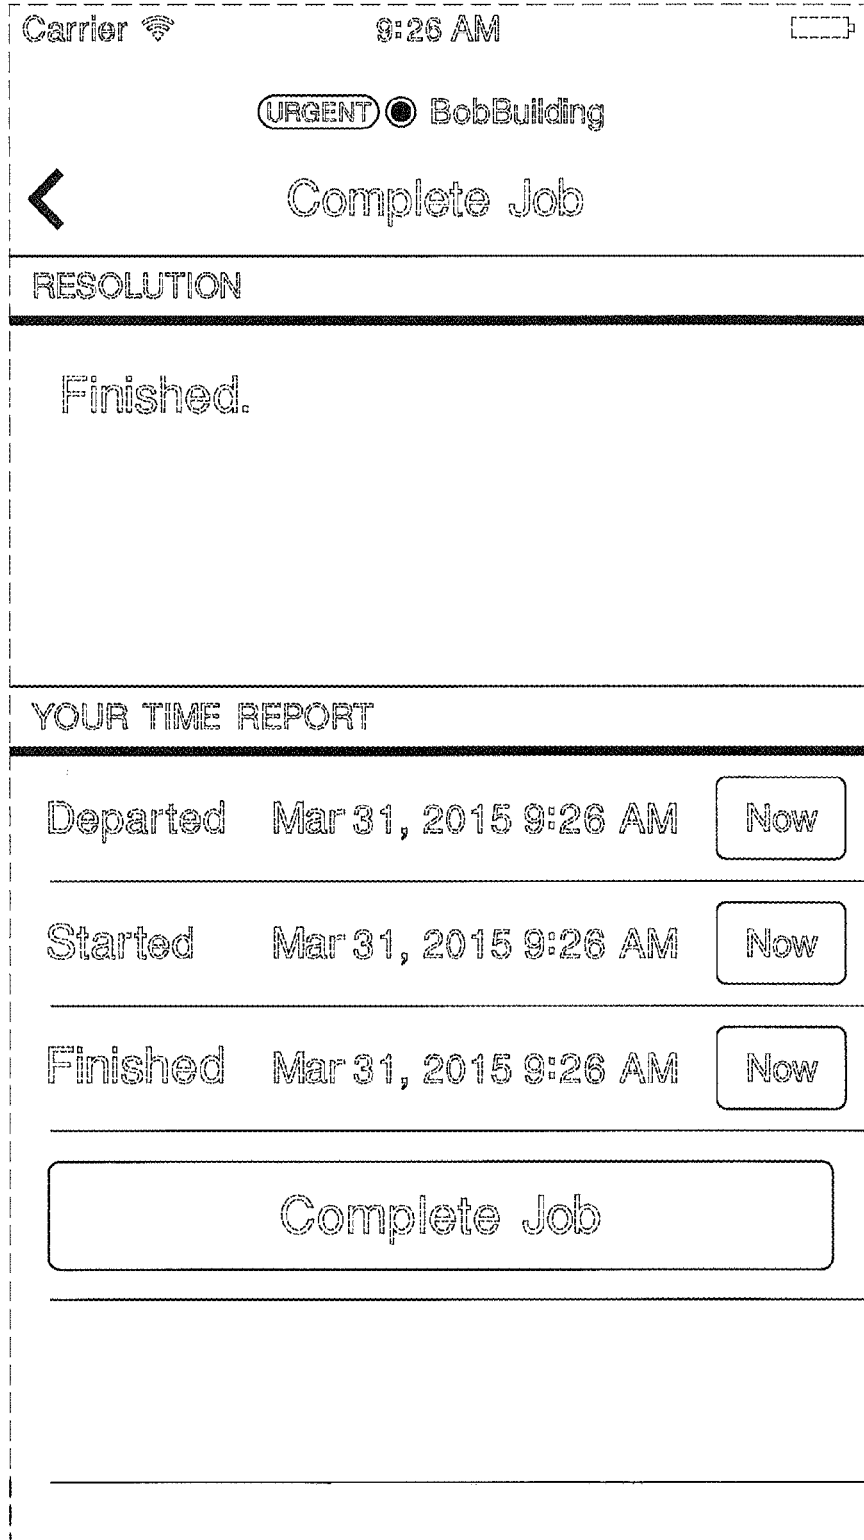 Carrier 9:26 AM
URGENT BobBuilding
Complete Job
RESOLUTION
Finished.
YOUR TIME REPORT
Departed Mar 31, 2015 9:26 AM Now
Started Mar 31, 2015 9:26 AM Now
Finished Mar 31, 2015 9:26 AM Now
Complete Job